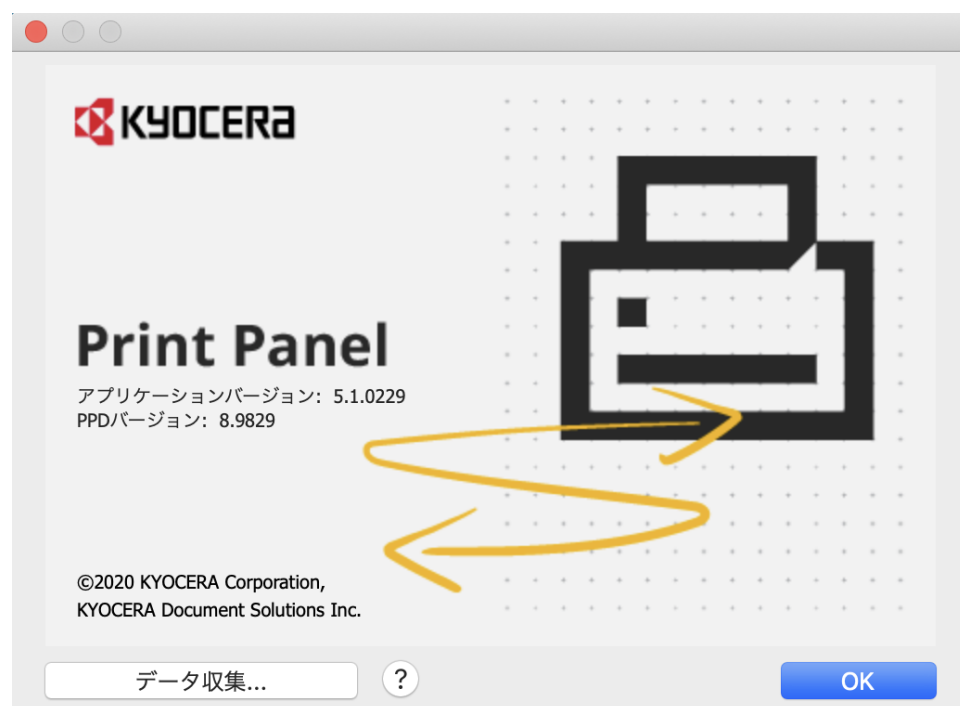 KYOCERA
Print Panel
アプリケーションバージョン: 5.1.0229
PPDバージョン: 8.9829
©2020 KYOCERA Corporation,
KYOCERA Document Solutions Inc.
データ収集...
?
OK